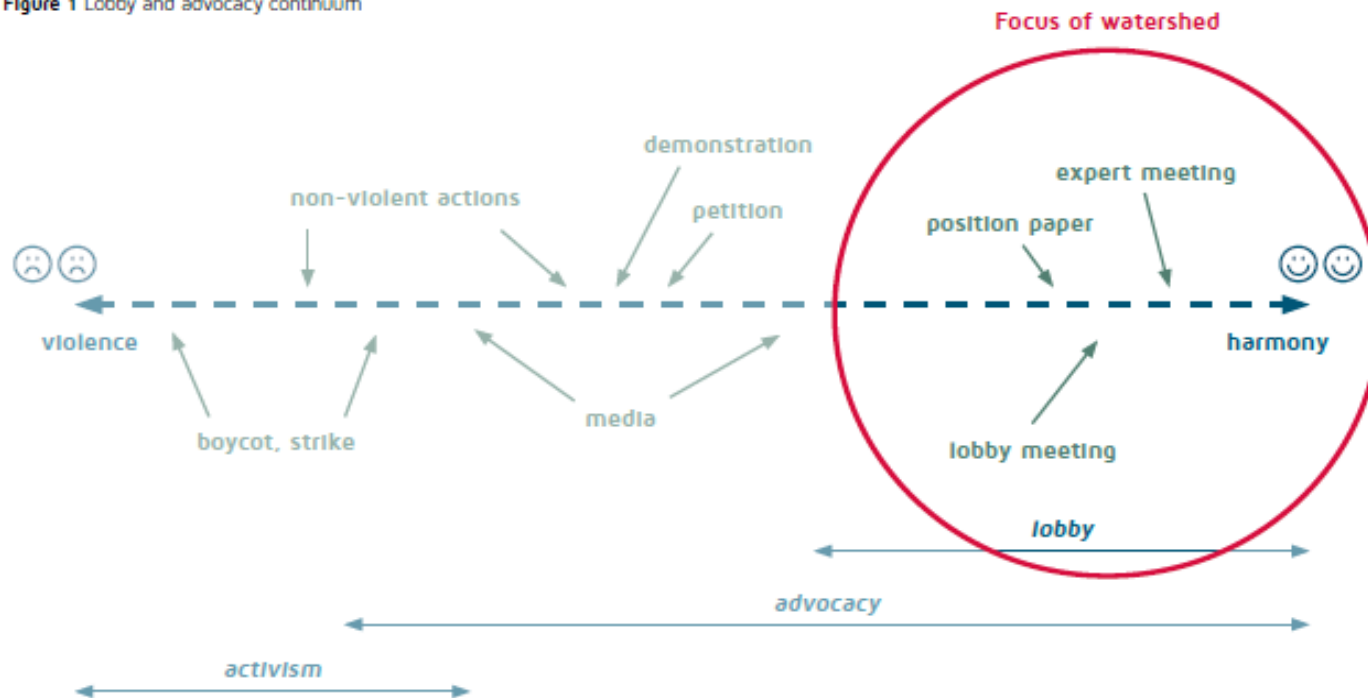 Figure 1 Lobby and advocacy continuum
Focus of watershed
demonstration
expert meeting
non-violent actions
petition
position paper
violence
harmony
media
boycot, strike
lobby meeting
lobby
advocacy
activism